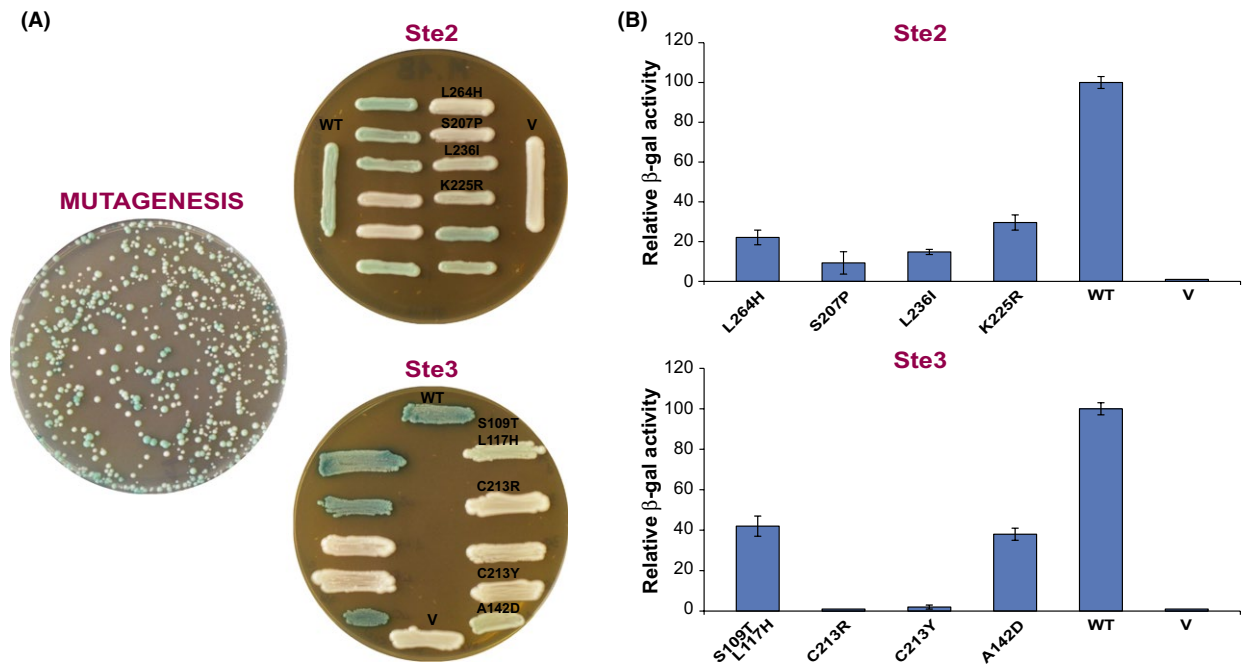 (A)
Ste2
L264H
WT
S207P
V
L236I
K225R
MUTAGENESIS
Ste3
WT
S109T
L117H
C213R
C213Y
A142D
V
(B)
Ste2
Relative β-gal activity
120
100
80
60
40
20
0
L264H
S207P
L236I
K225R
WT
V
Ste3
Relative β-gal activity
120
100
80
60
40
20
0
S109T
L117H
C213R
C213Y
A142D
WT
V